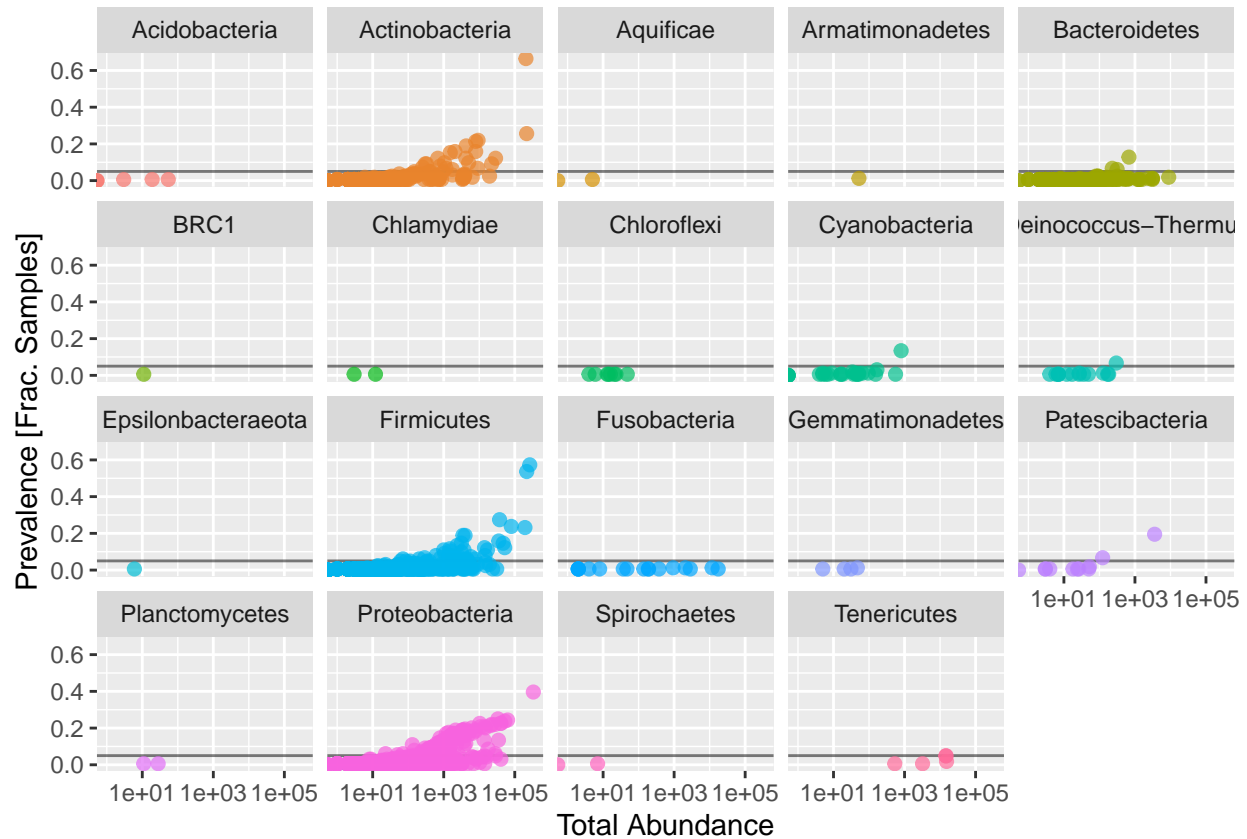 Acidobacteria Actinobacteria Aquificae Armatimonadetes Bacteroidetes
0.6
0.4
0.2
0.0
BRC1 Chlamydiae Chloroflexi Cyanobacteria Deinococcus−Thermu
0.6
0.4
0.2
0.0
Epsilonbacteraeota Firmicutes Fusobacteria Gemmatimonadetes Patescibacteria
0.6
0.4
0.2
0.0
1e+01 1e+03 1e+05
Planctomycetes Proteobacteria Spirochaetes Tenericutes
0.6
0.4
0.2
0.0
1e+01 1e+03 1e+05 1e+01 1e+03 1e+05 1e+01 1e+03 1e+05 1e+01 1e+03 1e+05
Total Abundance
Prevalence [Frac. Samples]